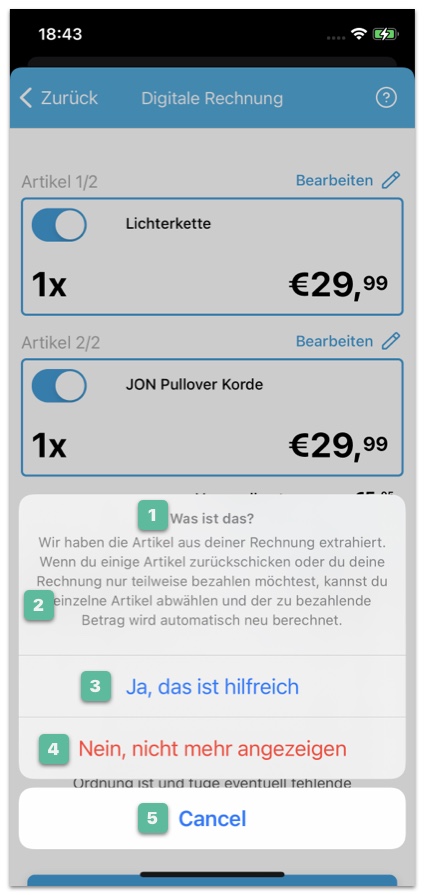 18:43
Zurück
Digitale Rechnung
?
Artikel 1/2
Bearbeiten
Lichterkette
1x
€29,99
Artikel 2/2
Bearbeiten
JON Pullover Korde
1x
€29,99
1 Was ist das?
Wir haben die Artikel aus deiner Rechnung extrahiert.
Wenn du einige Artikel zurückschicken oder du deine
Rechnung nur teilweise bezahlen möchtest, kannst du
2 einzelne Artikel abwählen und der zu bezahlende
Betrag wird automatisch neu berechnet.
3 Ja, das ist hilfreich
4 Nein, nicht mehr angezeigen
Ordnung ist und füge eventuell fehlende
5 Cancel